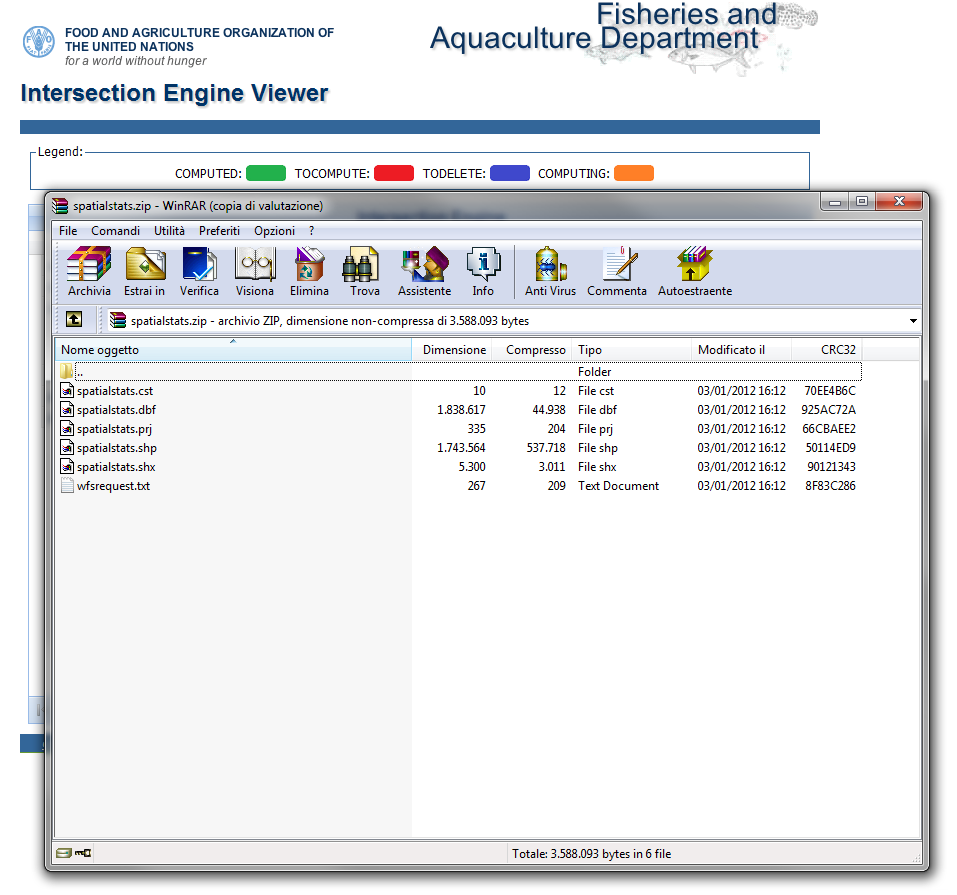 FOOD AND AGRICULTURE ORGANIZATION OF
THE UNITED NATIONS
for a world without hunger
Fisheries and
Aquaculture Department
Intersection Engine Viewer
Legend:
COMPUTED: TOCOMPUTE: TODELETE: COMPUTING:
spatialstats.zip - WinRAR (copia di valutazione)
File Comandi Utilità Preferiti Opzioni ?
Archivia Estrai in Verifica Visiona Elimina Trova Assistente Info Anti Virus Commenta Autoestraente
spatialstats.zip - archivio ZIP, dimensione non-compressa di 3.588.093 bytes
Nome oggetto Dimensione Compresso Tipo Modificato il CRC32
.. Folder
spatialstats.cst 10 12 File cst 03/01/2012 16:12 70EE4B6C
spatialstats.dbf 1.838.617 44.938 File dbf 03/01/2012 16:12 925AC72A
spatialstats.prj 335 204 File prj 03/01/2012 16:12 66CBAEE2
spatialstats.shp 1.743.564 537.718 File shp 03/01/2012 16:12 50114ED9
spatialstats.shx 5.300 3.011 File shx 03/01/2012 16:12 90121343
wfsrequest.txt 267 209 Text Document 03/01/2012 16:12 8F83C286
Totale: 3.588.093 bytes in 6 file